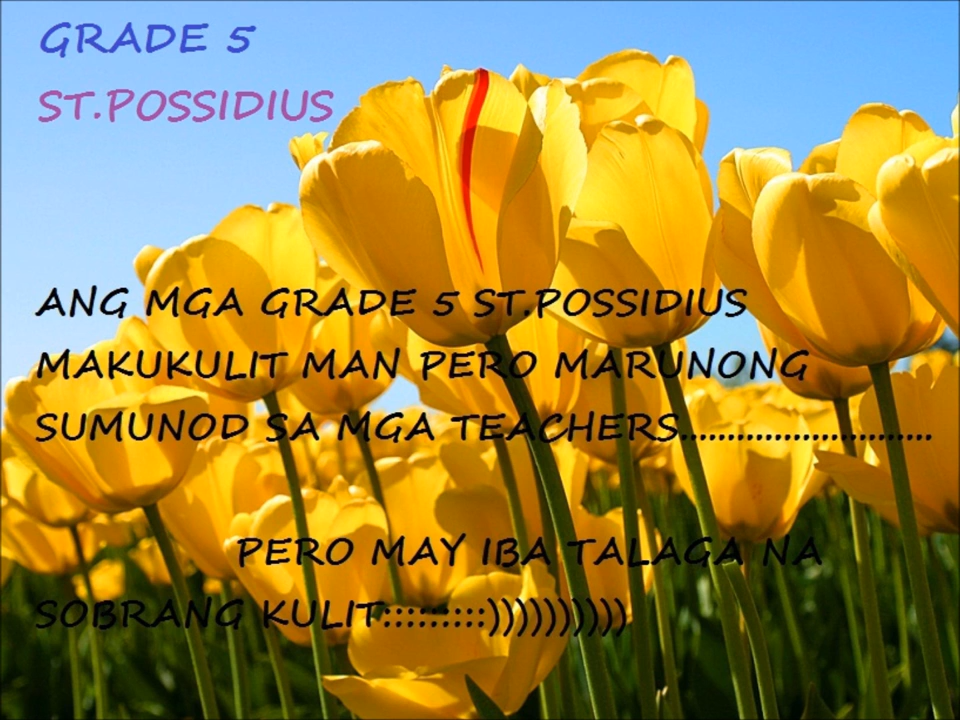 GRADE 5
ST.POSSIDIUS
ANG MGA GRADE 5 ST.POSSIDIUS
MAKUKULIT MAN PERO MARUNONG
SUMUNOD SA MGA TEACHERS..........................
PERO MAY IBA TALAGA NA
SOBRANG KULIT:::::::::))))))))))